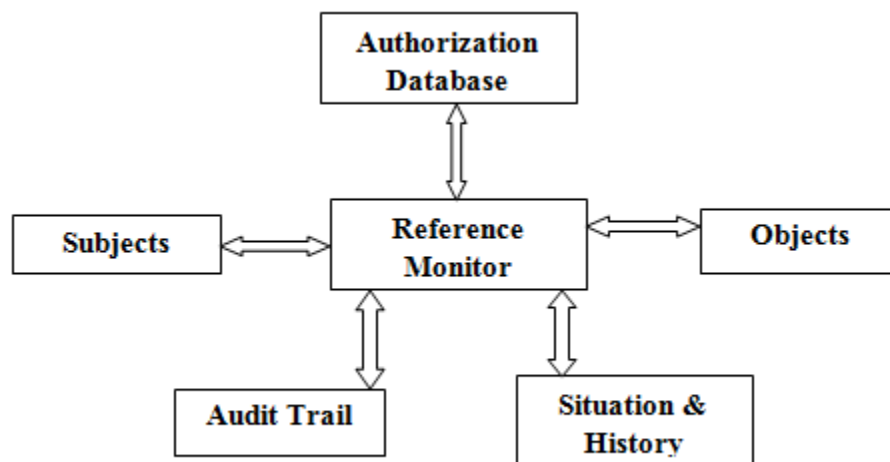 Authorization
Database
Subjects
Reference
Monitor
Objects
Audit Trail
Situation &
History